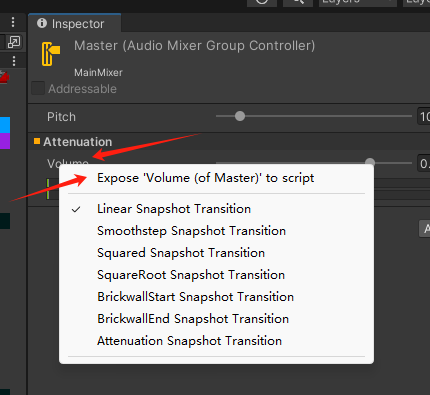 Layers
Inspector
Master (Audio Mixer Group Controller)
MainMixer
Addressable
Pitch
10
Attenuation
Volume
0.
Expose 'Volume (of Master)' to script
Linear Snapshot Transition
Smoothstep Snapshot Transition
Squared Snapshot Transition
SquareRoot Snapshot Transition
BrickwallStart Snapshot Transition
BrickwallEnd Snapshot Transition
Attenuation Snapshot Transition
A